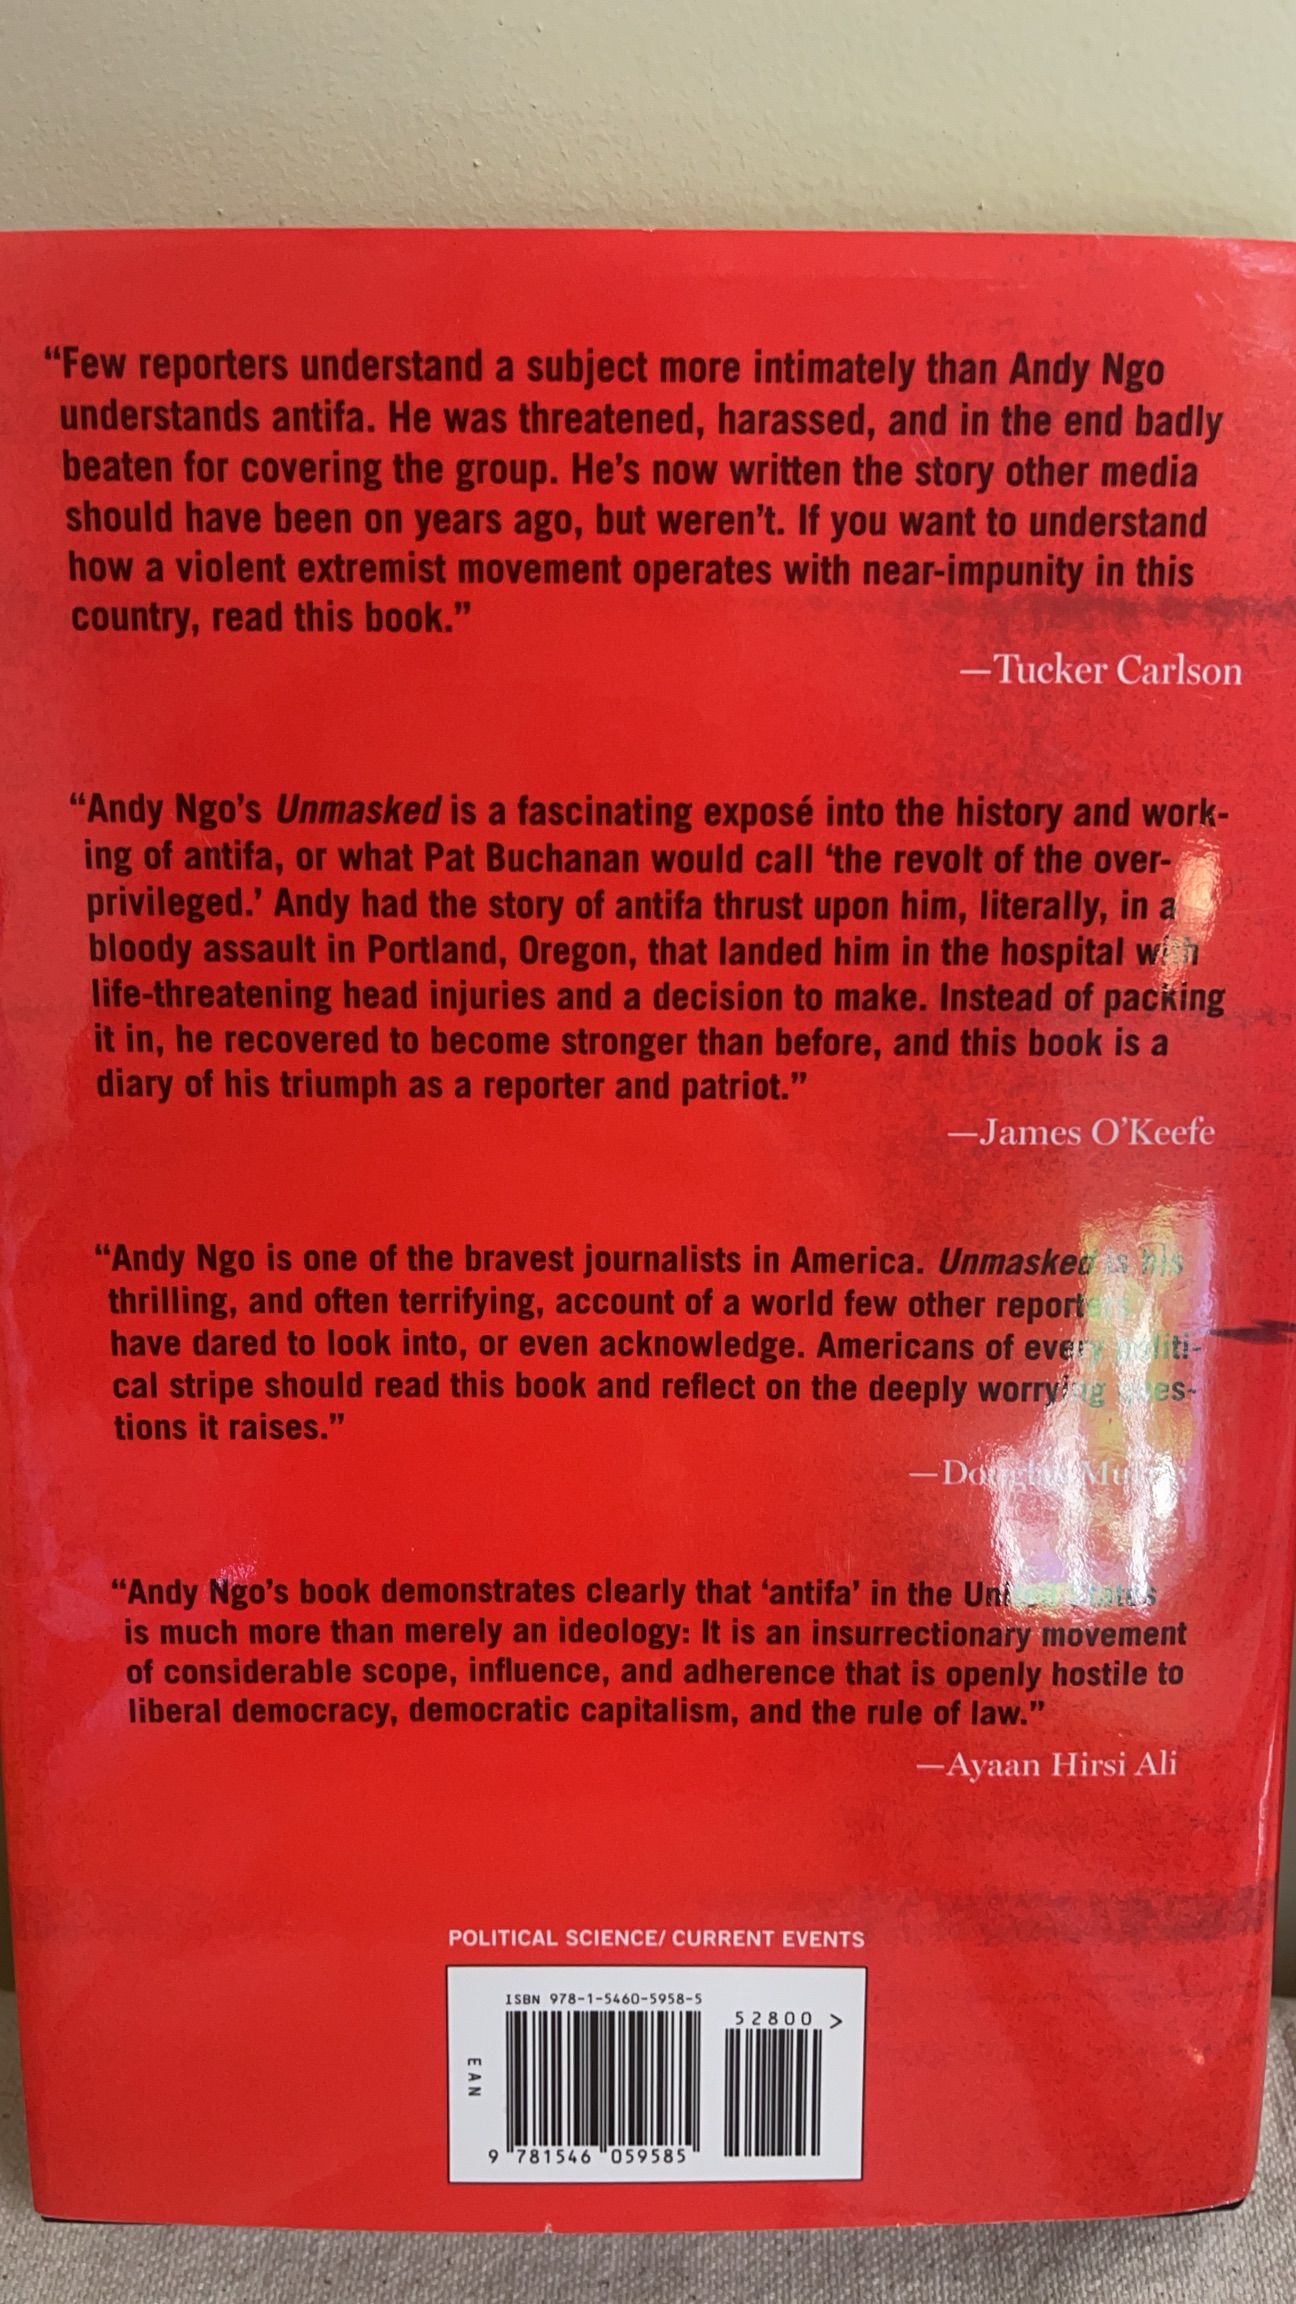 “Few reporters understand a subject more intimately than Andy Ngo
understands antifa. He was threatened, harassed, and in the end badly
beaten for covering the group. He’s now written the story other media
should have been on years ago, but weren’t. If you want to understand
how a violent extremist movement operates with near-impunity in this
country, read this book.”
—Tucker Carlson
“Andy Ngo’s Unmasked is a fascinating exposé into the history and work-
ing of antifa, or what Pat Buchanan would call ‘the revolt of the over-
privileged.’ Andy had the story of antifa thrust upon him, literally, in a
bloody assault in Portland, Oregon, that landed him in the hospital with
life-threatening head injuries and a decision to make. Instead of packing
it in, he recovered to become stronger than before, and this book is a
diary of his triumph as a reporter and patriot.”
—James O’Keefe
“Andy Ngo is one of the bravest journalists in America. Unmasked is his
thrilling, and often terrifying, account of a world few other reporters
have dared to look into, or even acknowledge. Americans of every politi-
cal stripe should read this book and reflect on the deeply worrying ques-
tions it raises.”
—Douglas Murray
“Andy Ngo’s book demonstrates clearly that ‘antifa’ in the United States
is much more than merely an ideology: It is an insurrectionary movement
of considerable scope, influence, and adherence that is openly hostile to
liberal democracy, democratic capitalism, and the rule of law.”
—Ayaan Hirsi Ali
POLITICAL SCIENCE/ CURRENT EVENTS
ISBN 978-1-5460-5958-5
52800 >
EAN
9 781546 059585